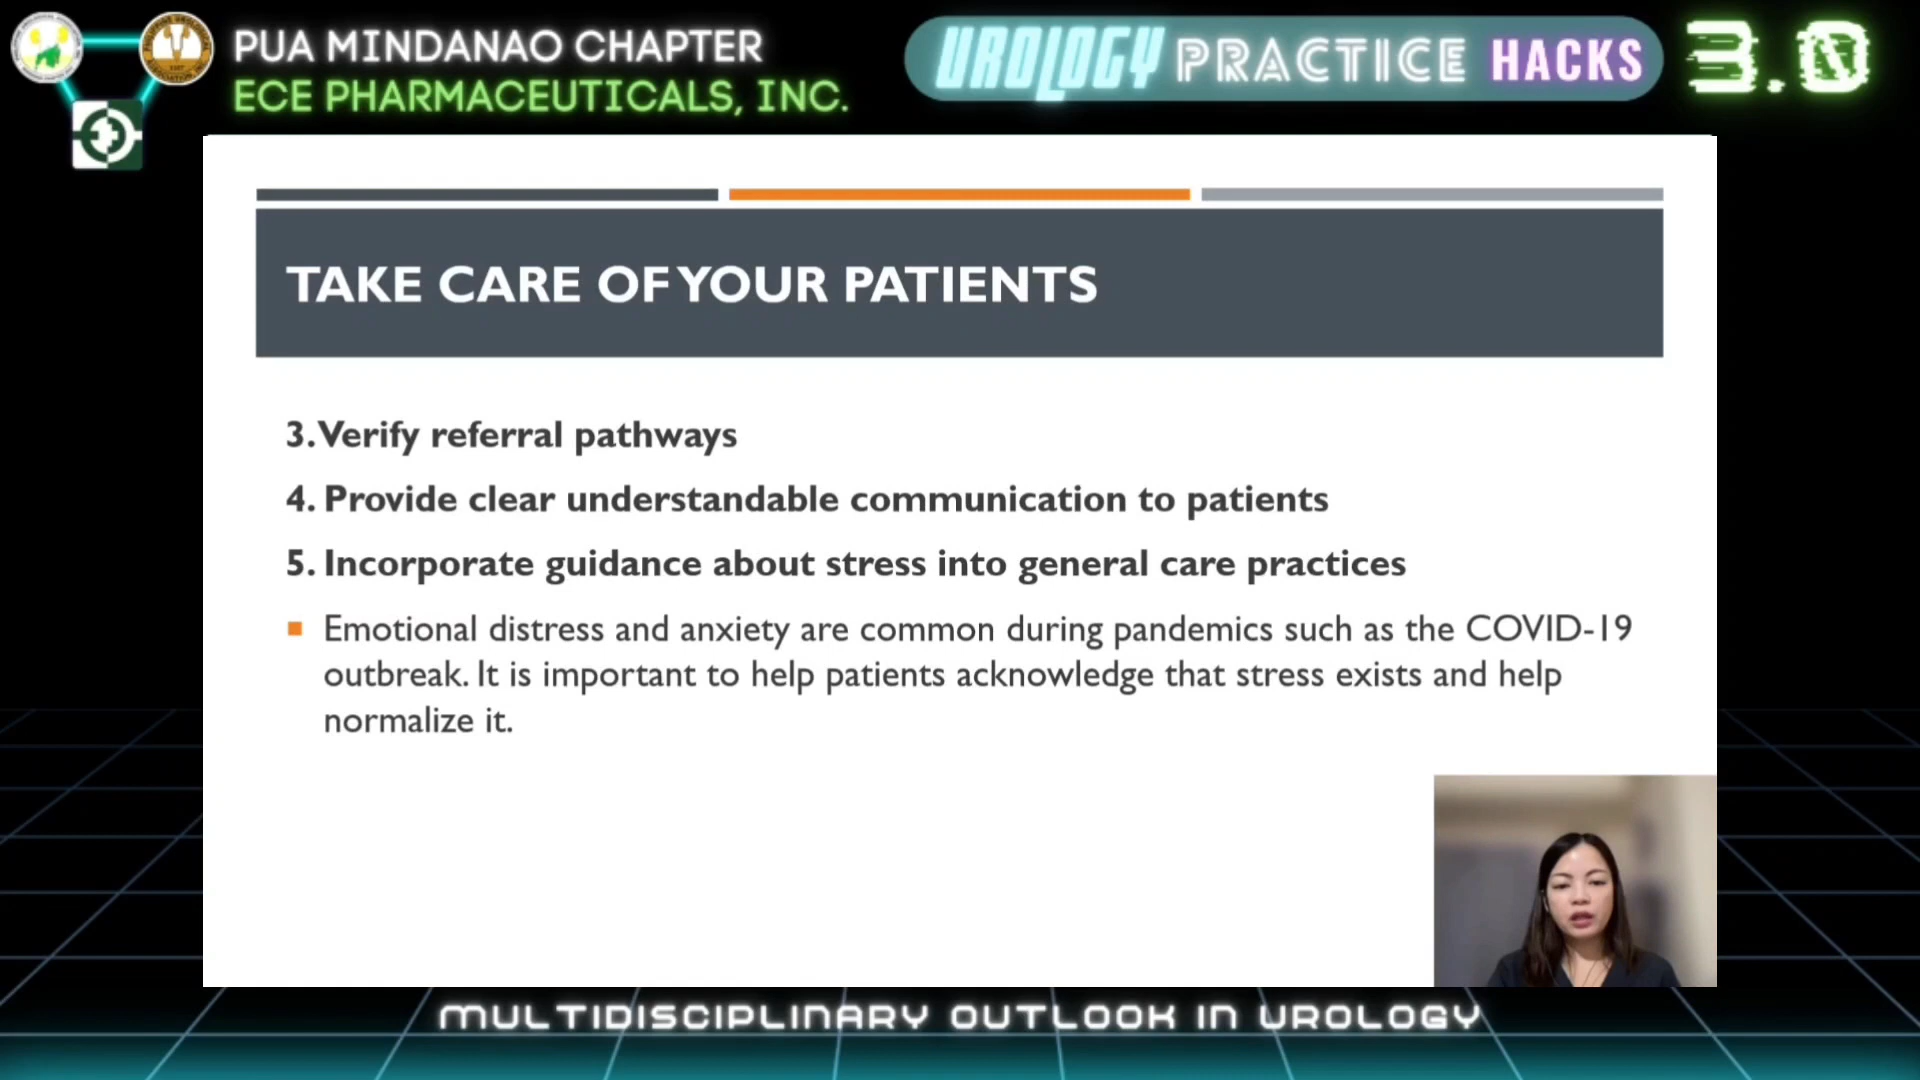 PUA MINDANAO CHAPTER
ECE PHARMACEUTICALS, INC.
UROLOGY PRACTICE HACKS 3.0
TAKE CARE OF YOUR PATIENTS
3. Verify referral pathways
4. Provide clear understandable communication to patients
5. Incorporate guidance about stress into general care practices
Emotional distress and anxiety are common during pandemics such as the COVID-19
outbreak. It is important to help patients acknowledge that stress exists and help
normalize it.
MULTIDISCIPLINARY OUTLOOK IN UROLOGY